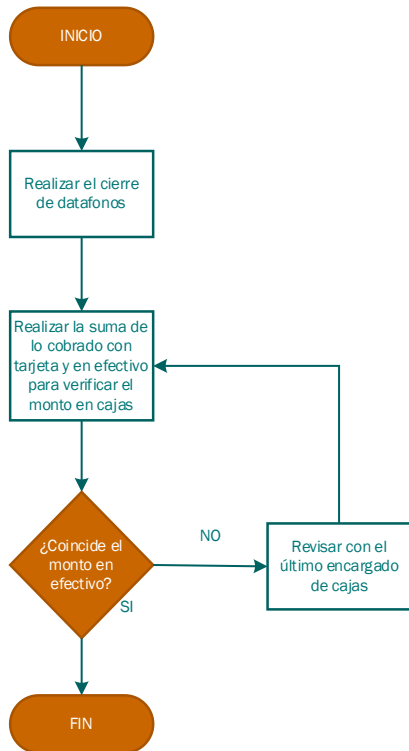 INICIO
Realizar el cierre
de datafonos
Realizar la suma de
lo cobrado con
tarjeta y en efectivo
para verificar el
monto en cajas
¿Coincide el
monto en
efectivo?
NO
Revisar con el
último encargado
de cajas
SI
FIN